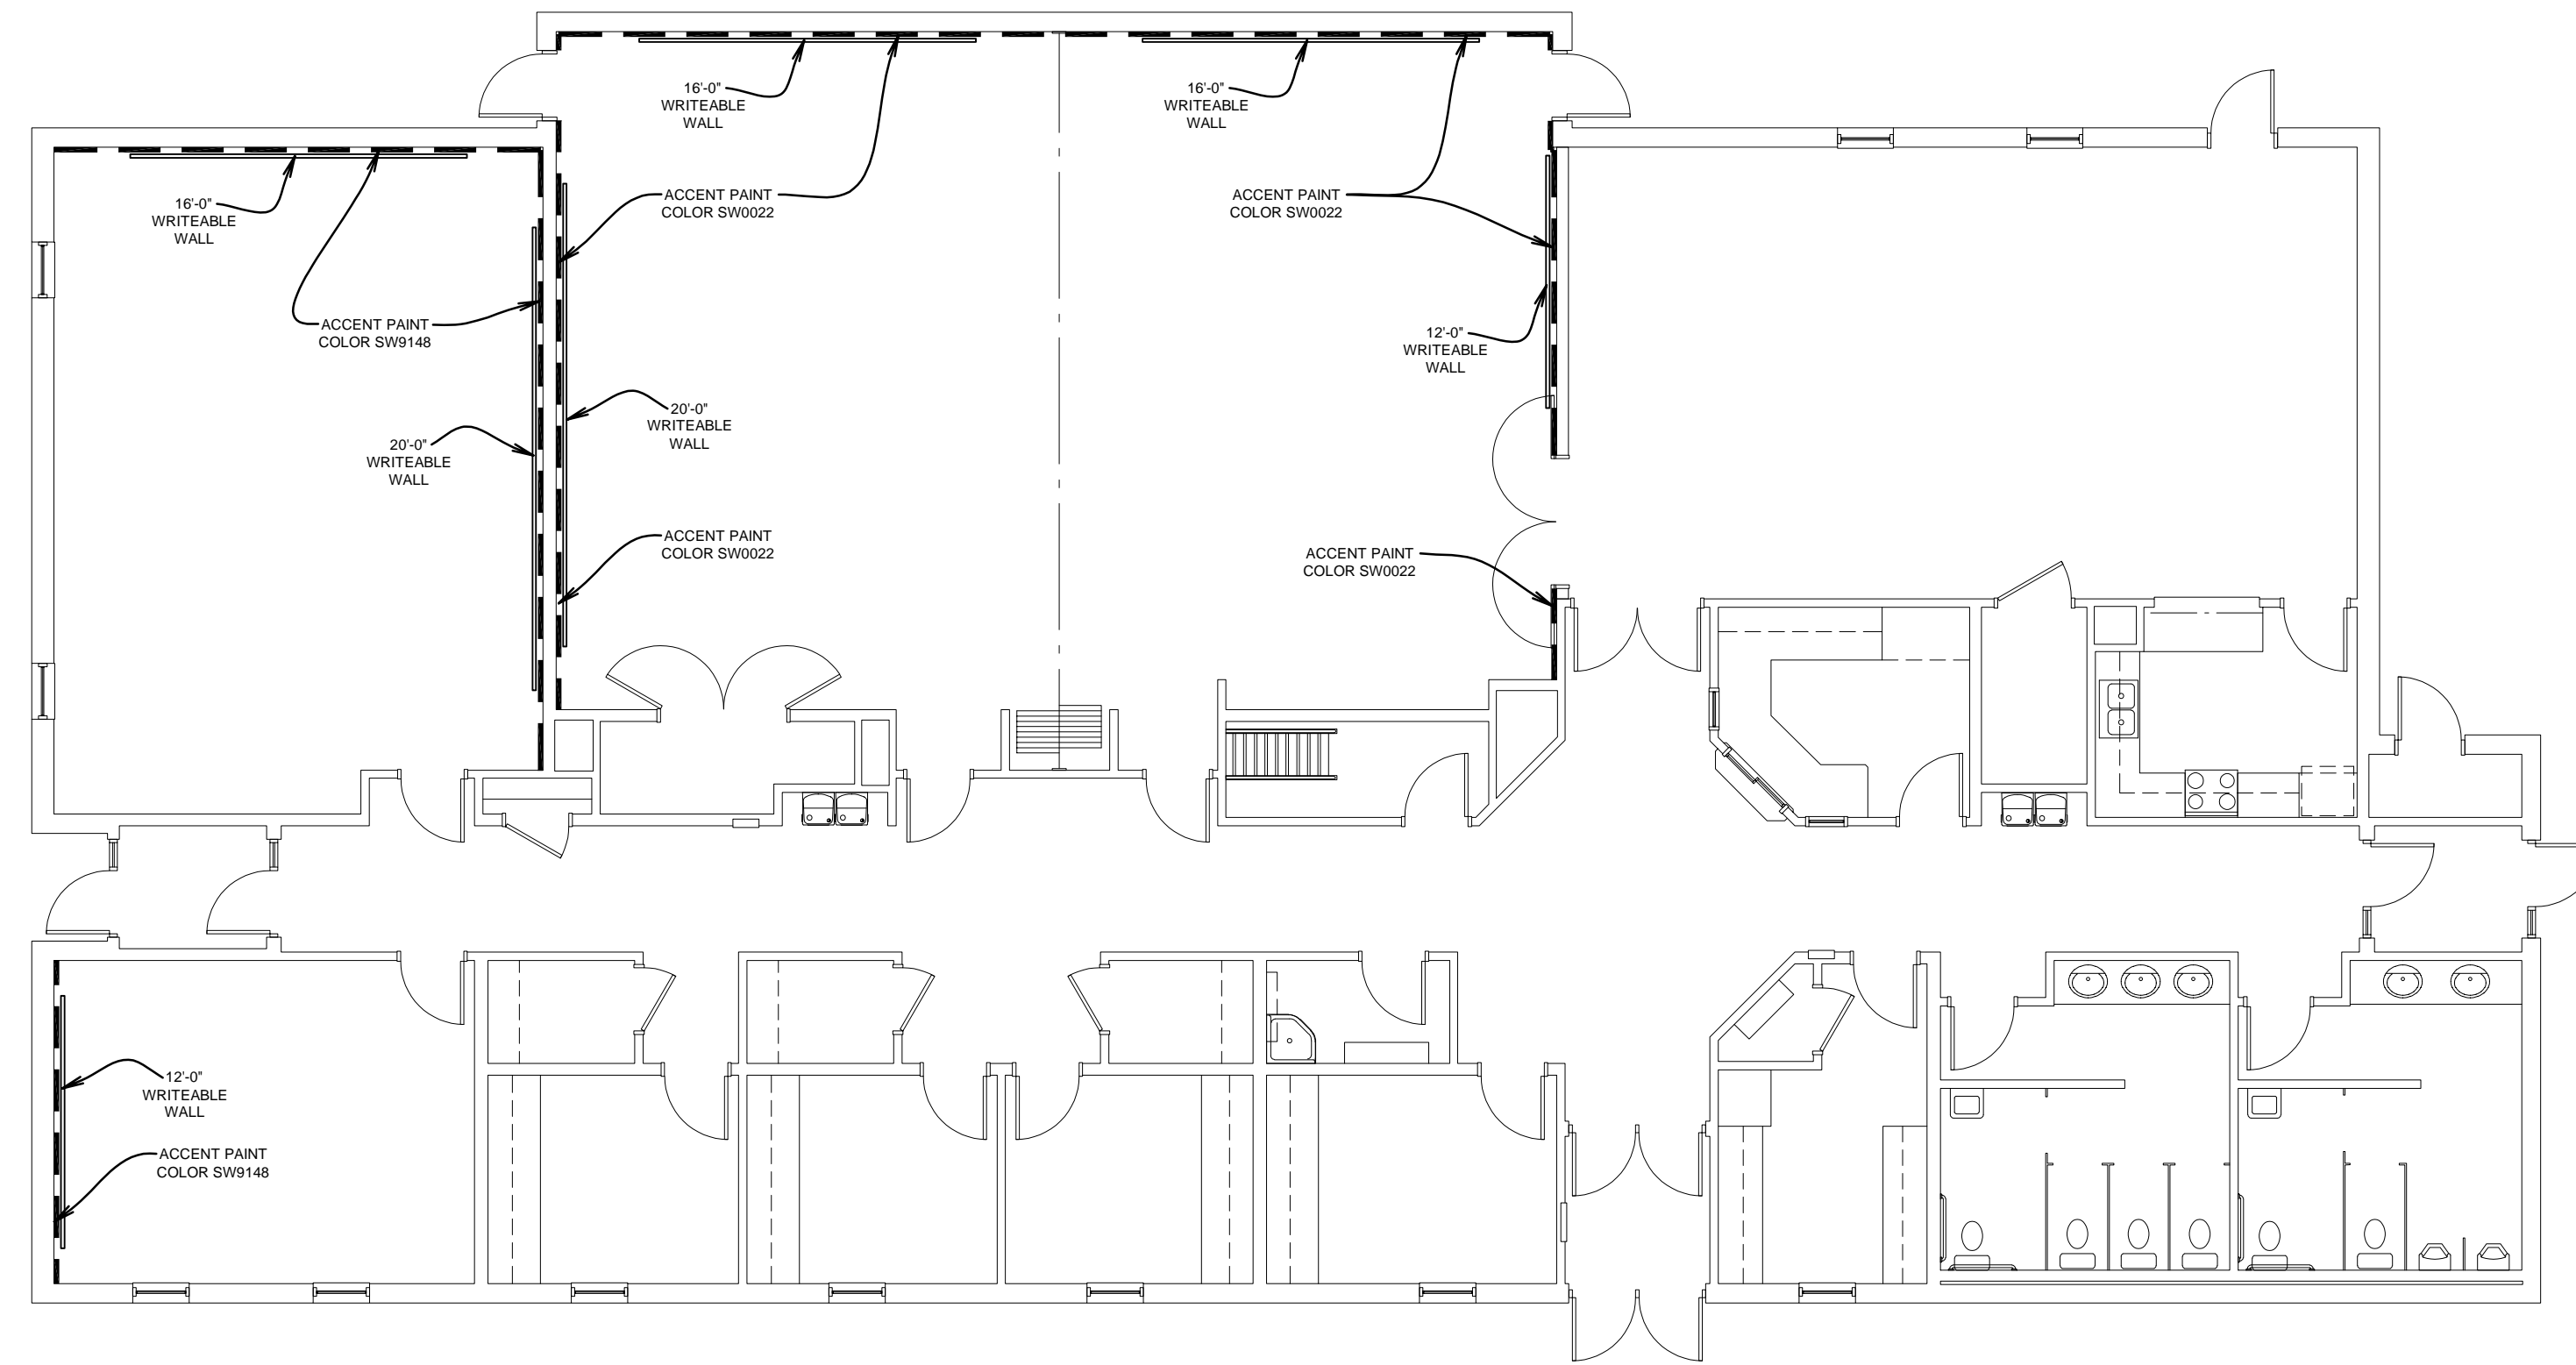 16'-0"
WRITEABLE
WALL
16'-0"
WRITEABLE
WALL
16'-0"
WRITEABLE
WALL
ACCENT PAINT
COLOR SW0022
ACCENT PAINT
COLOR SW0022
ACCENT PAINT
COLOR SW9148
12'-0"
WRITEABLE
WALL
20'-0"
WRITEABLE
WALL
20'-0"
WRITEABLE
WALL
ACCENT PAINT
COLOR SW0022
ACCENT PAINT
COLOR SW0022
12'-0"
WRITEABLE
WALL
ACCENT PAINT
COLOR SW9148